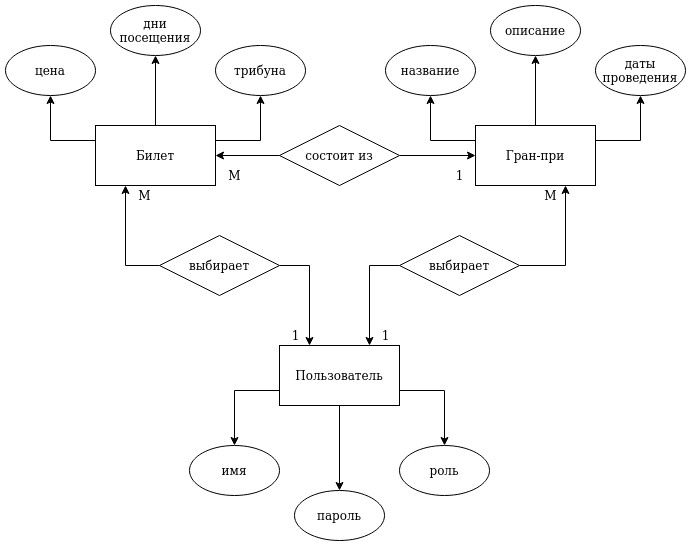 дни
посещения
описание
цена
трибуна
название
даты
проведения
Билет
состоит из
Гран-при
М
1
М
М
выбирает
выбирает
1
1
Пользователь
имя
роль
пароль